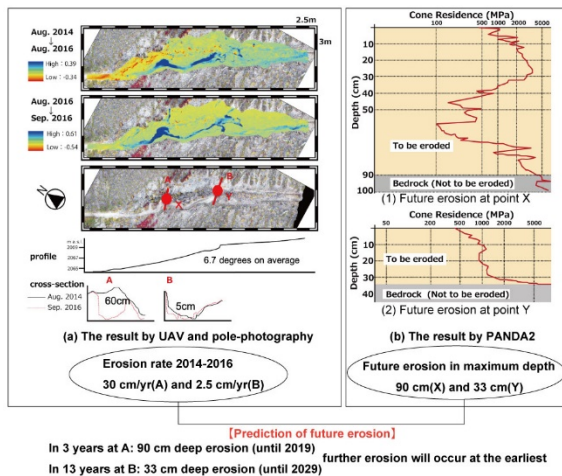 2.5m
3m
Aug. 2014
Aug. 2016
High : 0.39
Low : -0.34
Aug. 2016
Sep. 2016
High : 0.61
Low : -0.54
A
B
X
Y
N
profile
6.7 degrees on average
cross-section
A
B
Aug. 2014
Sep. 2016
60cm
5cm
(a) The result by UAV and pole-photography
Erosion rate 2014-2016
30 cm/yr(A) and 2.5 cm/yr(B)
Cone Residence (MPa)
50 100 200 500 1000 2000 5000
Depth (cm)
10
30
50
70
90
100
To be eroded
Bedrock (Not to be eroded)
(1) Future erosion at point X
Cone Residence (MPa)
50 100 200 500 1000 2000 5000
Depth (cm)
0
20
40
To be eroded
Bedrock (Not to be eroded)
(2) Future erosion at point Y
(b) The result by PANDA2
Future erosion in maximum depth
90 cm(X) and 33 cm(Y)
【Prediction of future erosion】
In 3 years at A: 90 cm deep erosion (until 2019)
In 13 years at B: 33 cm deep erosion (until 2029)
further erosion will occur at the earliest